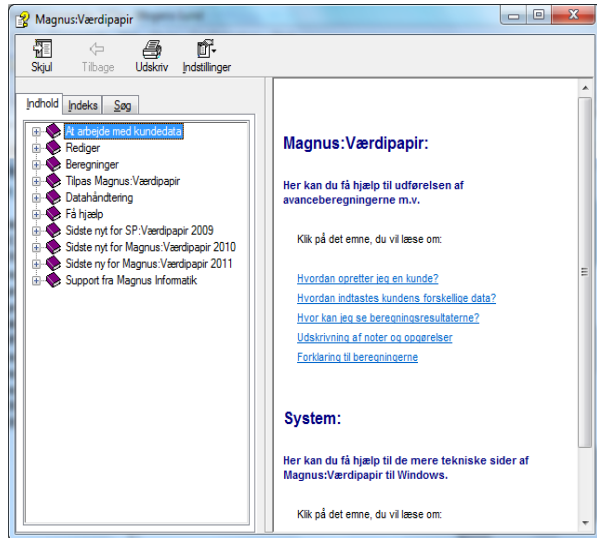 Magnus:Værdipapir
Skjul Tilbage Udskriv Indstillinger
Indhold Indeks Søg
At arbejde med kundedata
Rediger
Beregninger
Tilpas Magnus:Værdipapir
Datahåndtering
Få hjælp
Sidste nyt for SP:Værdipapir 2009
Sidste nyt for Magnus:Værdipapir 2010
Sidste ny for Magnus:Værdipapir 2011
Support fra Magnus Informatik
Magnus:Værdipapir:
Her kan du få hjælp til udførelsen af
avanceberegningerne m.v.
Klik på det emne, du vil læse om:
Hvordan opretter jeg en kunde?
Hvordan indtastes kundens forskellige data?
Hvor kan jeg se beregningsresultaterne?
Udskrivning af noter og opgørelser
Forklaring til beregningerne
System:
Her kan du få hjælp til de mere tekniske sider af
Magnus:Værdipapir til Windows.
Klik på det emne, du vil læse om: